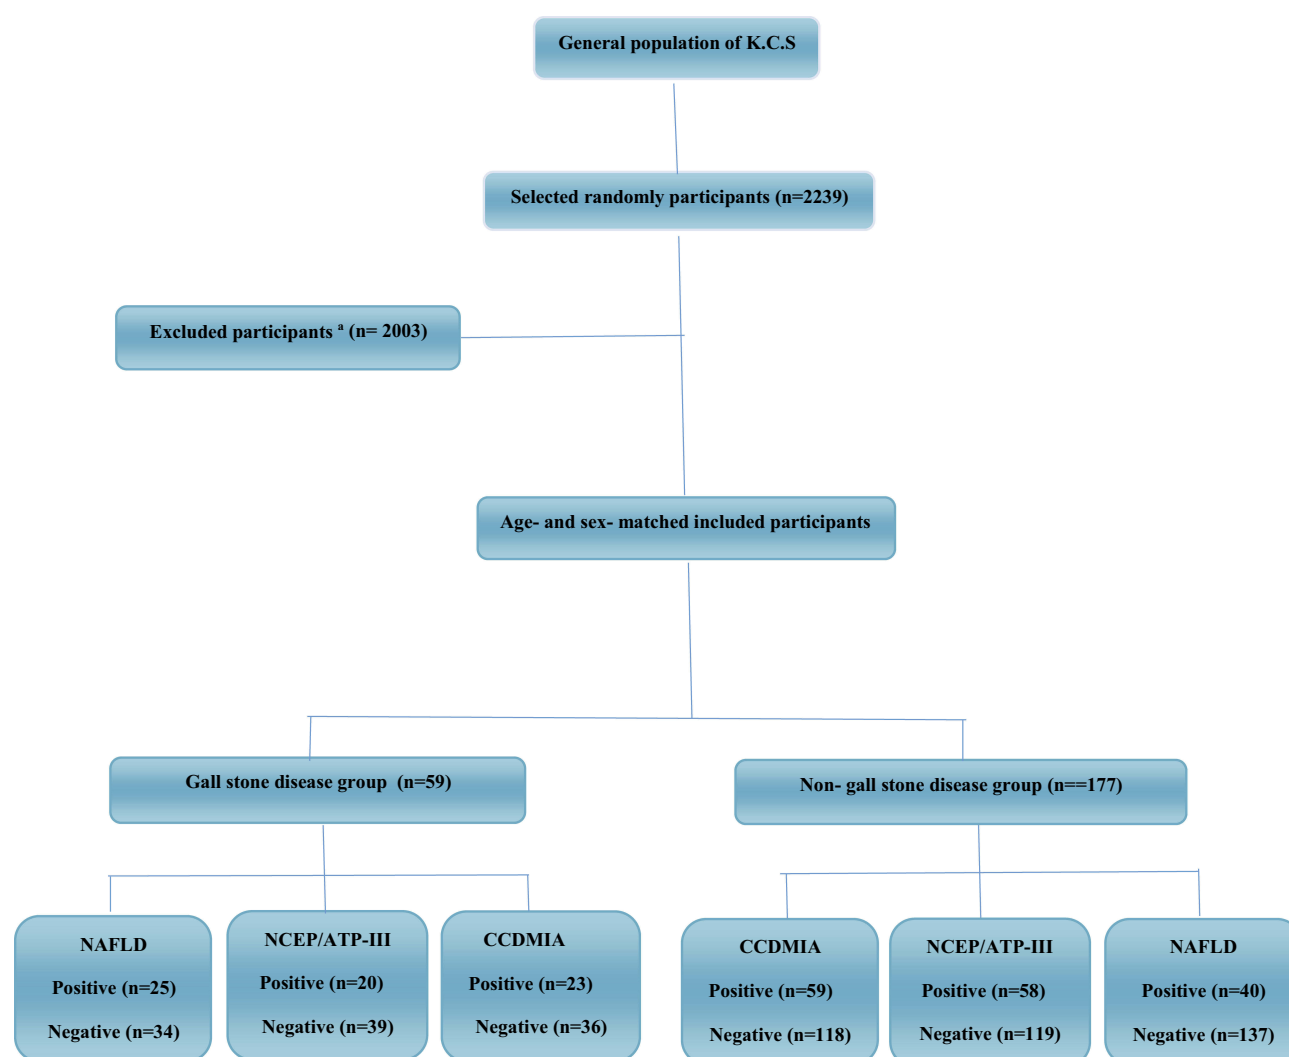 General population of K.C.S
Selected randomly participants (n=2239)
Excluded participants ᵃ (n= 2003)
Age- and sex- matched included participants
Gall stone disease group (n=59)
Non- gall stone disease group (n==177)
NAFLD
Positive (n=25)
Negative (n=34)
NCEP/ATP-III
Positive (n=20)
Negative (n=39)
CCDMIA
Positive (n=23)
Negative (n=36)
CCDMIA
Positive (n=59)
Negative (n=118)
NCEP/ATP-III
Positive (n=58)
Negative (n=119)
NAFLD
Positive (n=40)
Negative (n=137)